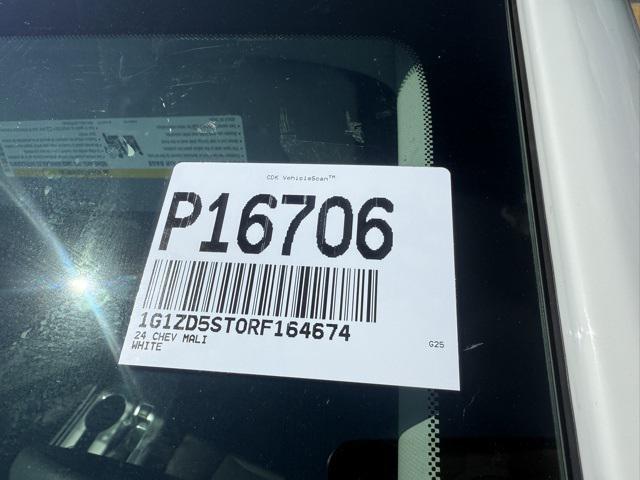 CDK VehicleScan™
P16706
1G1ZD5ST0RF164674
24 CHEV MALI
WHITE
G25